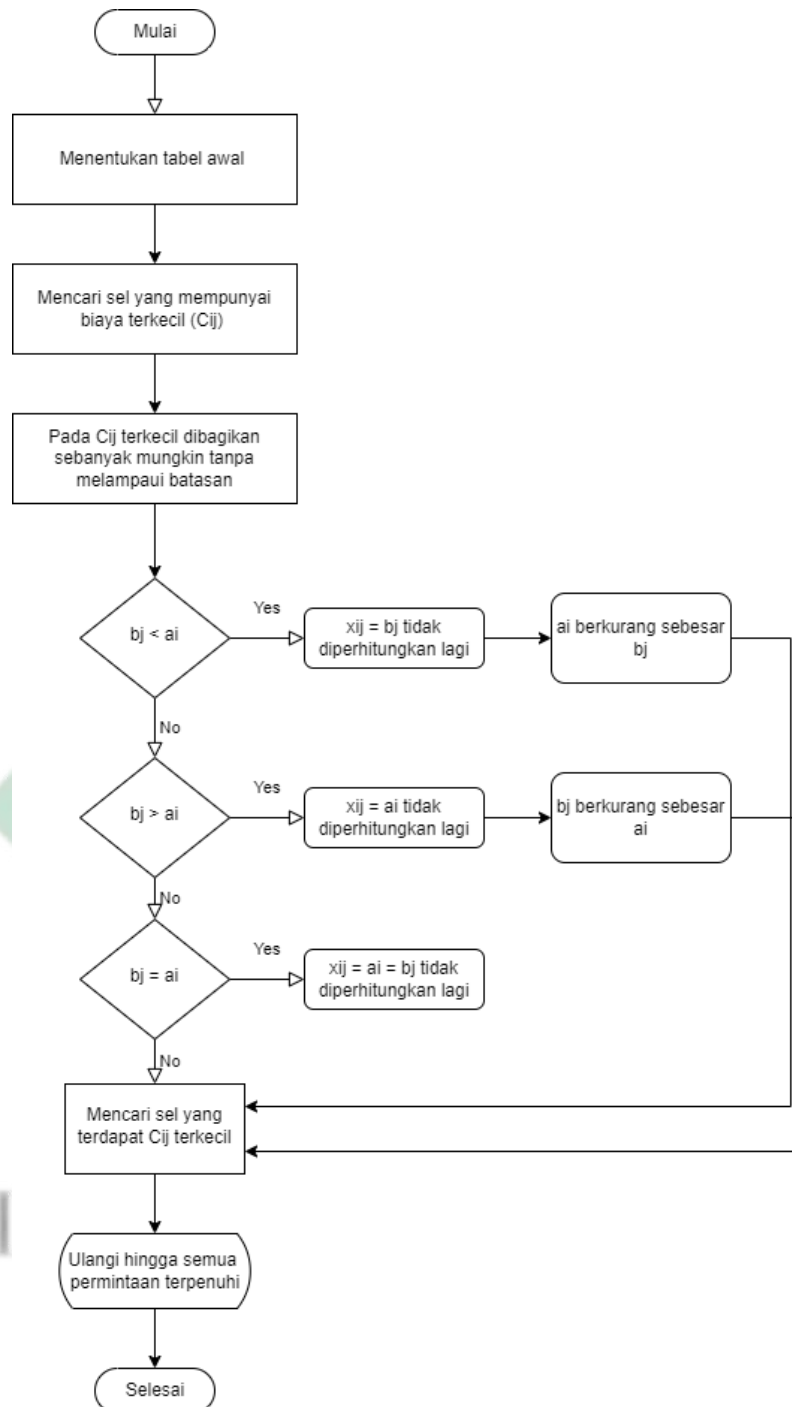 Mulai
Menentukan tabel awal
Mencari sel yang mempunyai
biaya terkecil (Cij)
Pada Cij terkecil dibagikan
sebanyak mungkin tanpa
melampaui batasan
bj < ai
Yes
xij = bj tidak
diperhitungkan lagi
ai berkurang sebesar
bj
No
bj > ai
Yes
xij = ai tidak
diperhitungkan lagi
bj berkurang sebesar
ai
No
bj = ai
Yes
xij = ai = bj tidak
diperhitungkan lagi
No
Mencari sel yang
terdapat Cij terkecil
Ulangi hingga semua
permintaan terpenuhi
Selesai